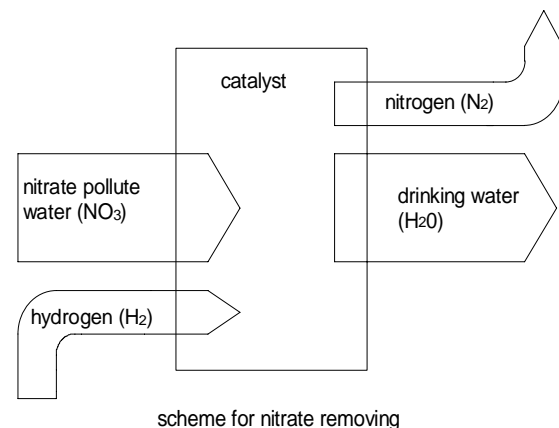 catalyst
nitrogen (N2)
nitrate pollute
water (NO3)
drinking water
(H20)
hydrogen (H2)
scheme for nitrate removing